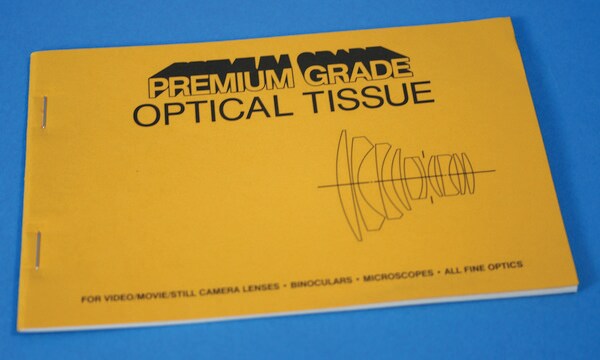 PREMIUM GRADE
OPTICAL TISSUE
FOR VIDEO/MOVIE/STILL CAMERA LENSES · BINOCULARS · MICROSCOPES · ALL FINE OPTICS